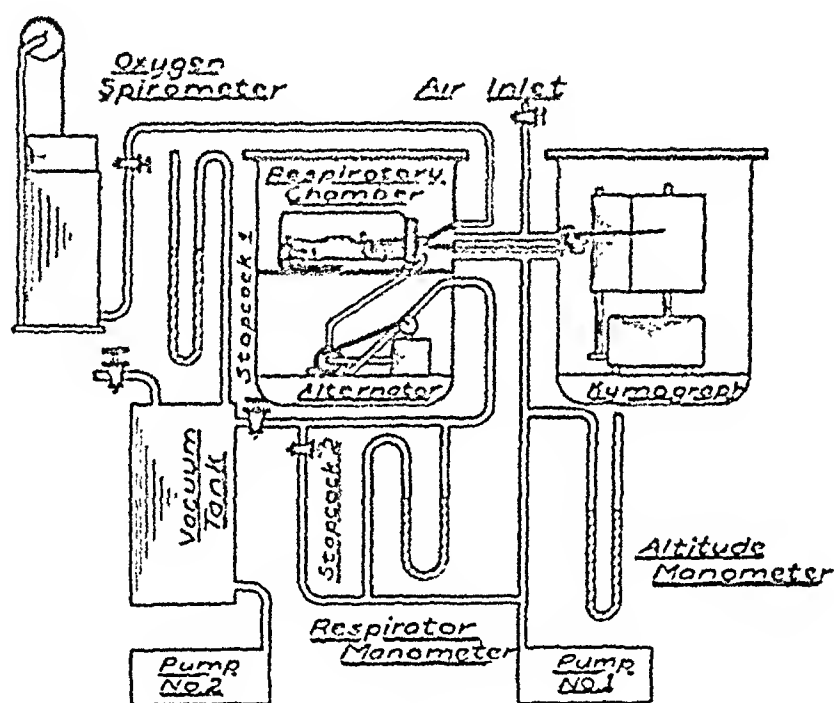 Oxygen
Spirometer
Air Inlet
Respiratory
Chamber
Stopcock 1
Alternator
Kymograph
Vacuum
Tank
Stopcock 2
Altitude
Manometer
Respirator
Manometer
Pump
No.2
Pump
No.1